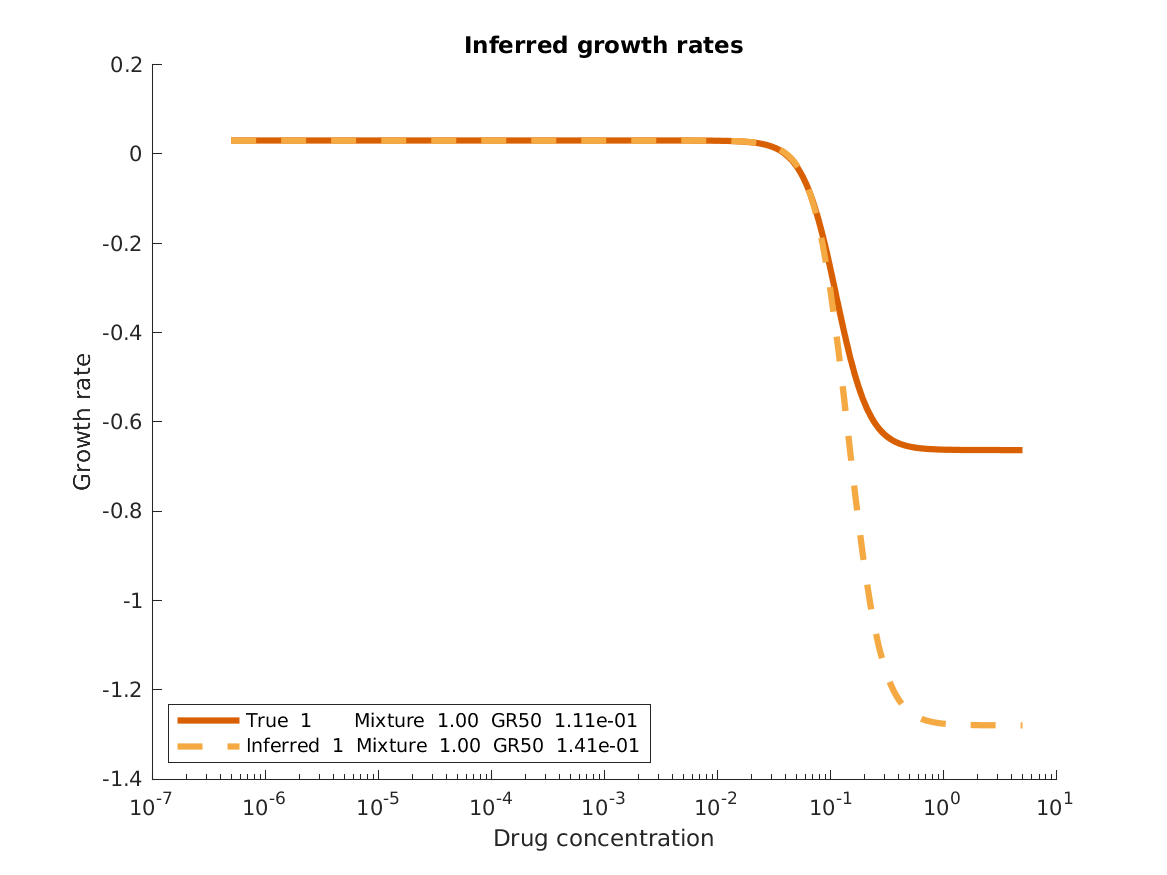 Inferred growth rates
0.2
0
-0.2
-0.4
-0.6
-0.8
-1
-1.2
-1.4
Growth rate
True 1 Mixture 1.00 GR50 1.11e-01
Inferred 1 Mixture 1.00 GR50 1.41e-01
10^-7 10^-6 10^-5 10^-4 10^-3 10^-2 10^-1 10^0 10^1
Drug concentration